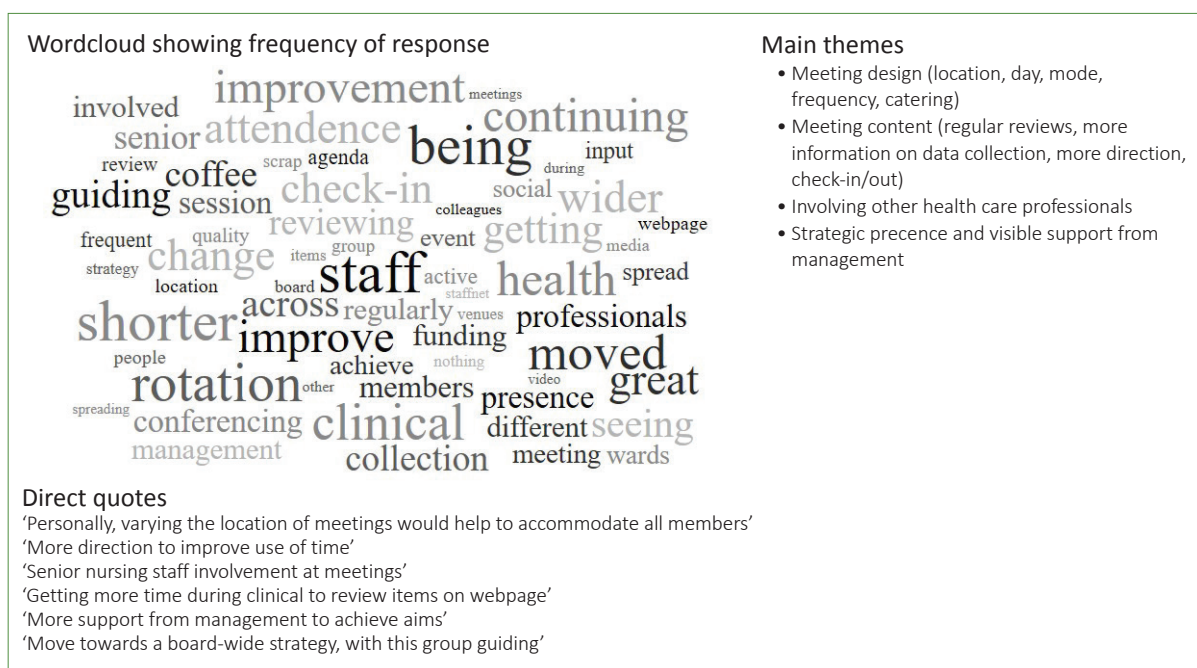 Wordcloud showing frequency of response
improvement
meetings
involved
continuing
senior
attendence
being
review
scrap
agenda
input
during
coffee
guiding
session
check-in
social
wider
colleagues
reviewing
webpage
frequent
quality
event
getting
media
items
group
strategy
change
staff
active
health
spread
location
board
staffnet
shorter
across
regularly
venues
professionals
improve
funding
moved
people
achieve
nothing
rotation
other
members
video
great
presence
spreading
conferencing
clinical
different
seeing
management
collection
meeting
wards
Main themes
• Meeting design (location, day, mode,
frequency, catering)
• Meeting content (regular reviews, more
information on data collection, more direction,
check-in/out)
• Involving other health care professionals
• Strategic precence and visible support from
management
Direct quotes
‘Personally, varying the location of meetings would help to accommodate all members’
‘More direction to improve use of time’
‘Senior nursing staff involvement at meetings’
‘Getting more time during clinical to review items on webpage’
‘More support from management to achieve aims’
‘Move towards a board-wide strategy, with this group guiding’